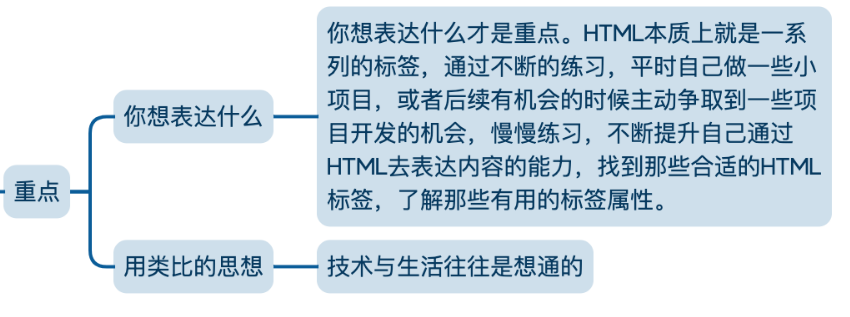 重点
你想表达什么
你想表达什么才是重点。HTML本质上就是一系
列的标签，通过不断的练习，平时自己做一些小
项目，或者后续有机会的时候主动争取到一些项
目开发的机会，慢慢练习，不断提升自己通过
HTML去表达内容的能力，找到那些合适的HTML
标签，了解那些有用的标签属性。
用类比的思想
技术与生活往往是想通的